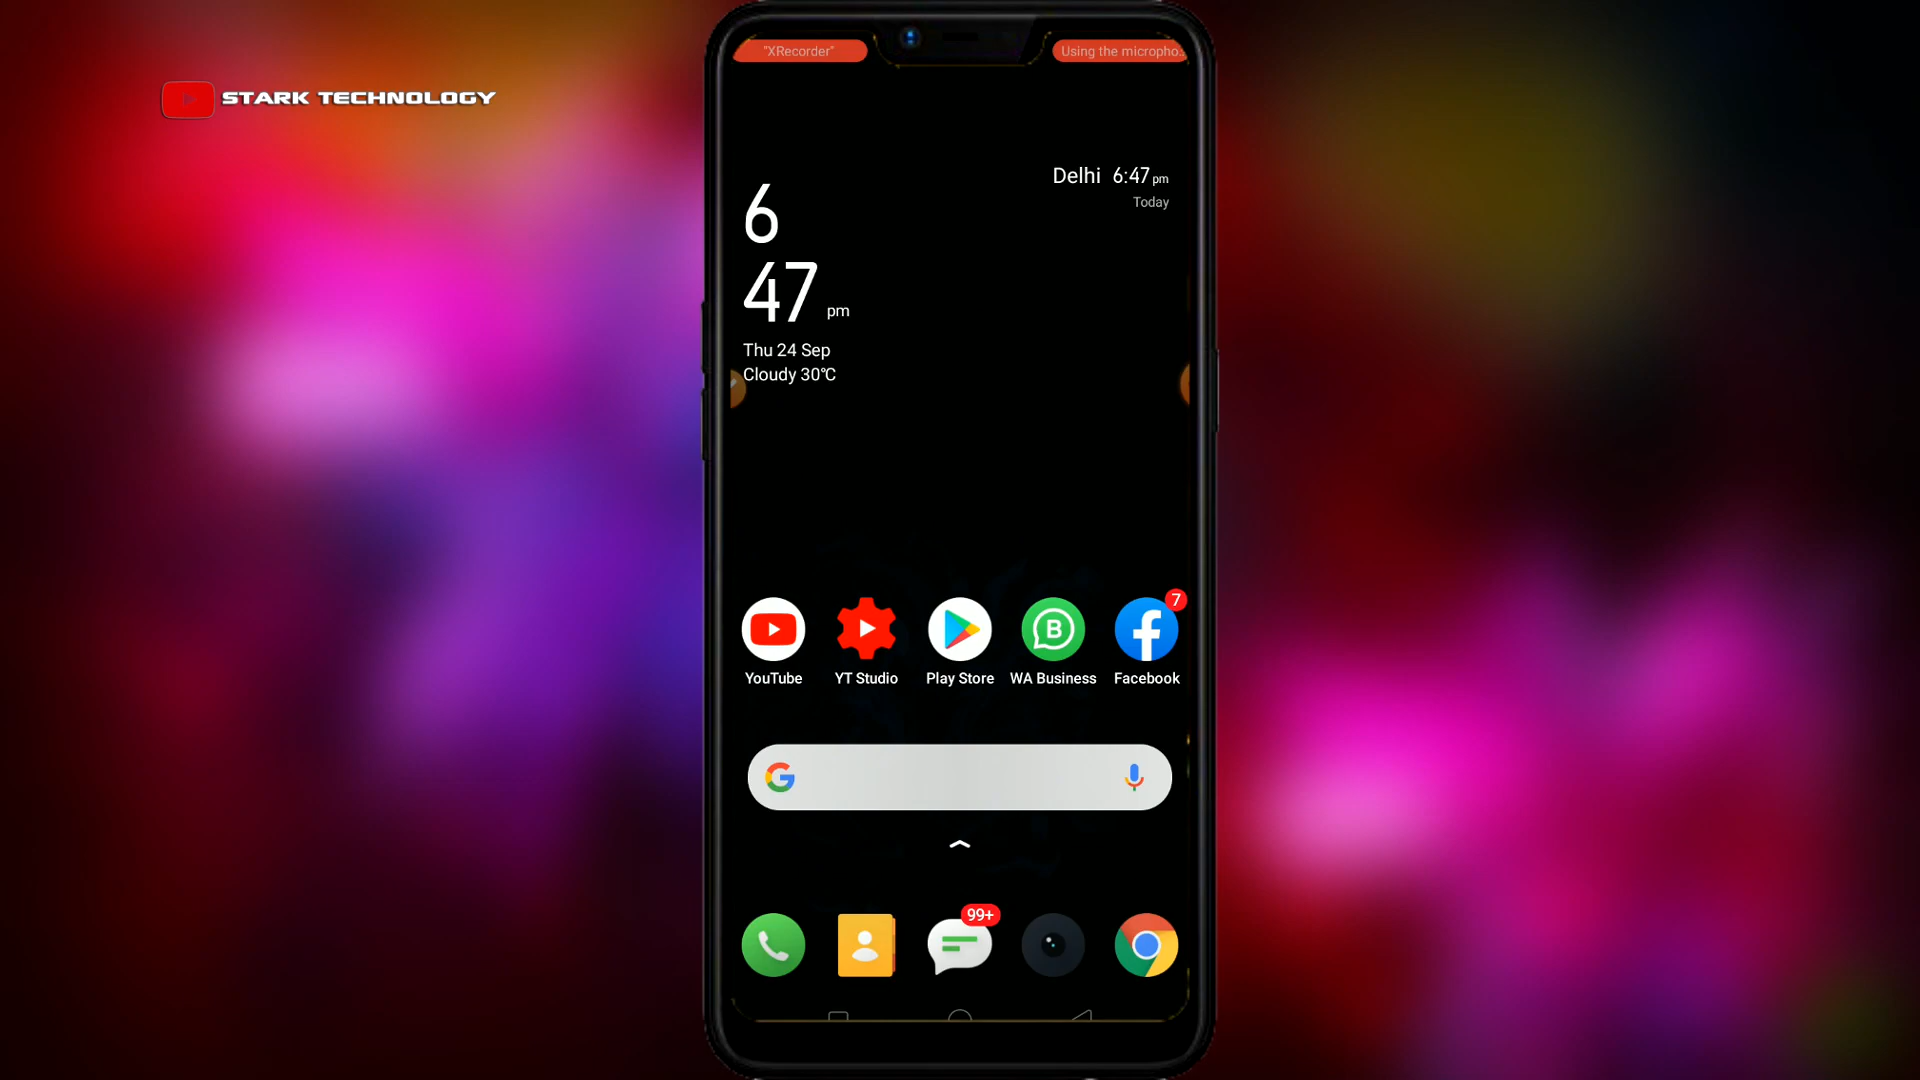 "XRecorder"
Using the micropho...
STARK TECHNOLOGY
Delhi 6:47 pm
Today
6
47 pm
Thu 24 Sep
Cloudy 30°C
7
YouTube
YT Studio
Play Store
WA Business
Facebook
99+